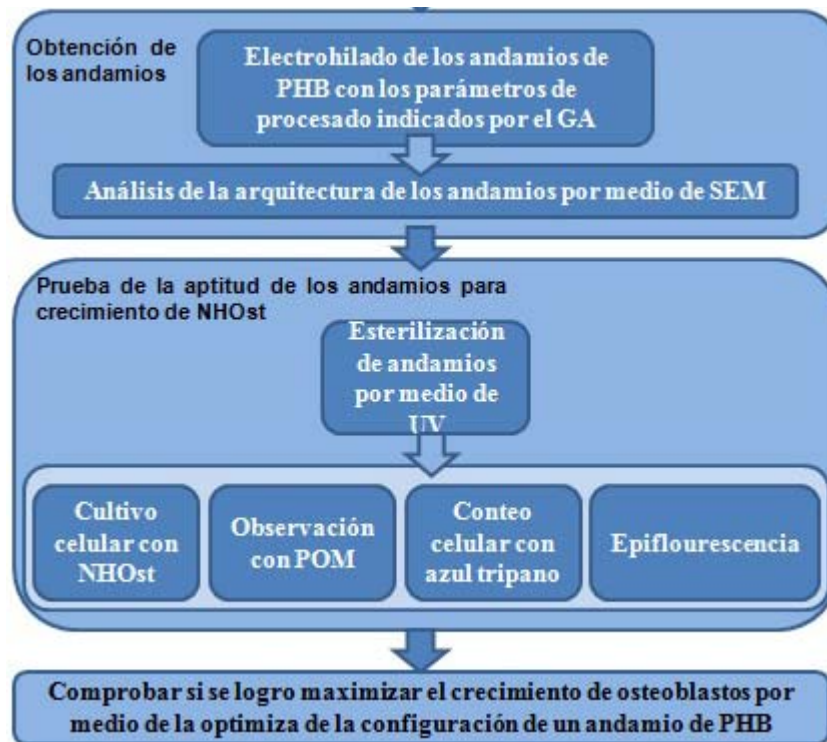 Obtención de
los andamios
Electrohilado de los andamios de
PHB con los parámetros de
procesado indicados por el GA
Análisis de la arquitectura de los andamios por medio de SEM
Prueba de la aptitud de los andamios para
crecimiento de NHOst
Esterilización
de andamios
por medio de
UV
Cultivo
celular con
NHOst
Observación
con POM
Conteo
celular con
azul tripano
Epiflourescencia
Comprobar si se logro maximizar el crecimiento de osteoblastos por
medio de la optimiza de la configuración de un andamio de PHB